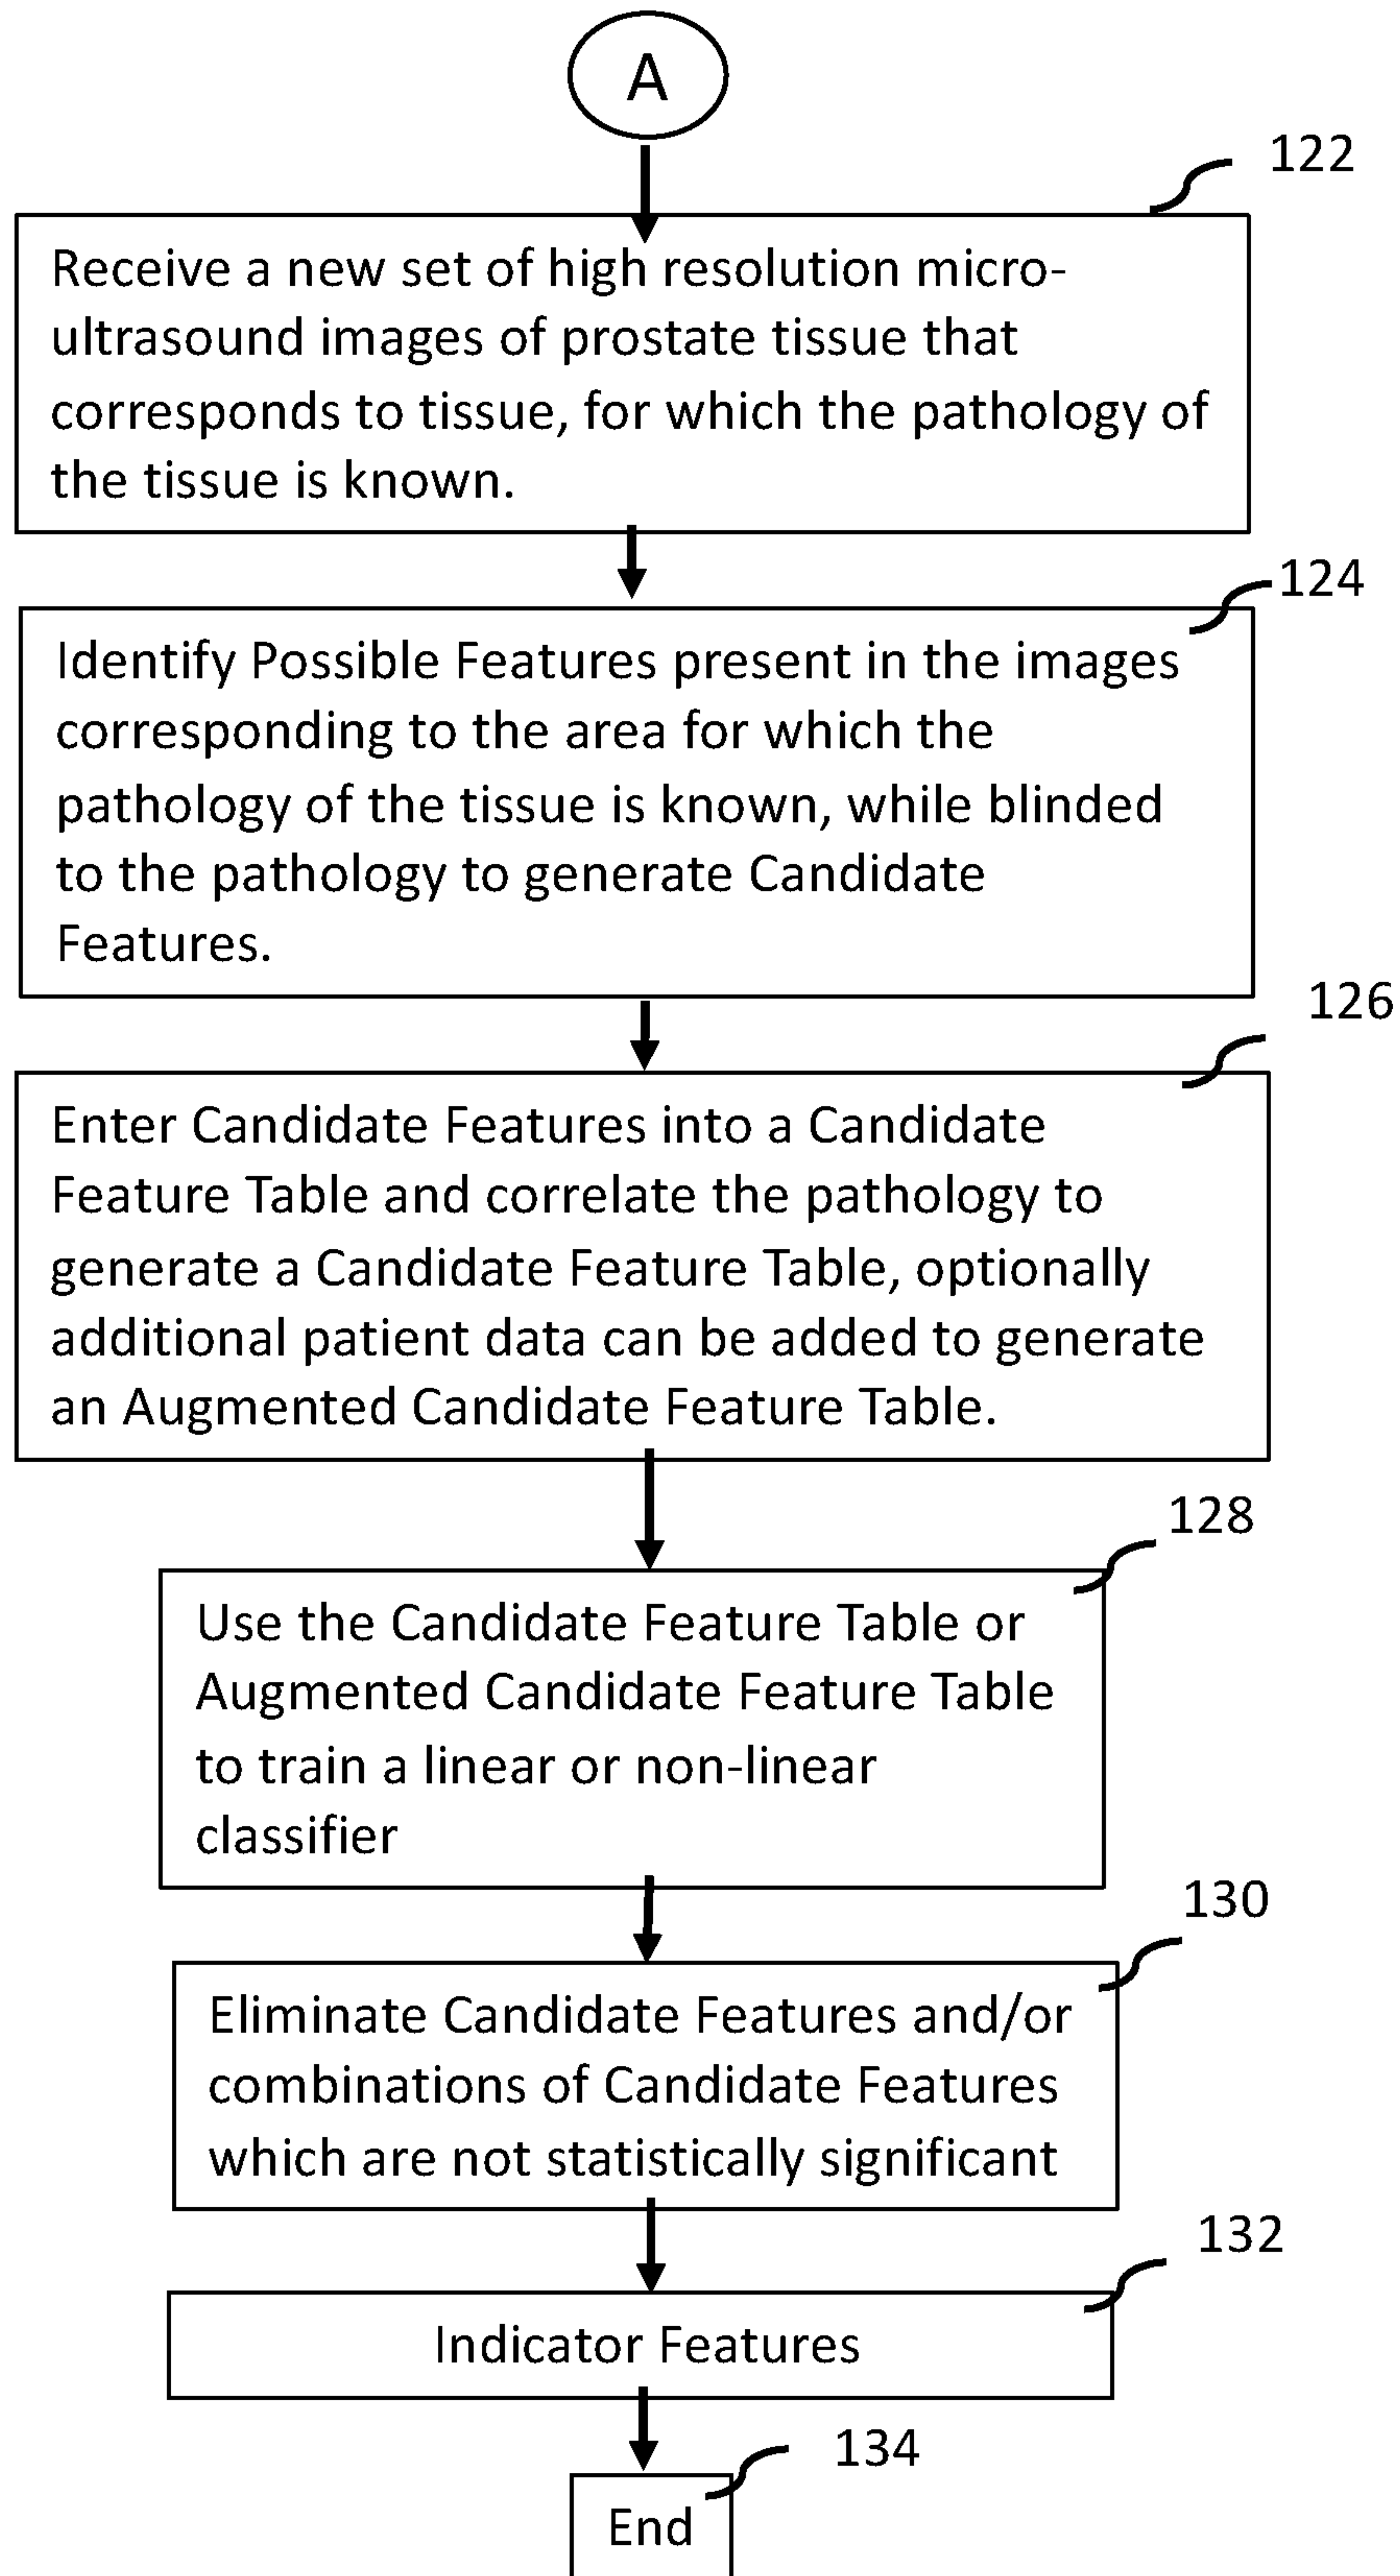 A
122
Receive a new set of high resolution micro-
ultrasound images of prostate tissue that
corresponds to tissue, for which the pathology of
the tissue is known.
124
Identify Possible Features present in the images
corresponding to the area for which the
pathology of the tissue is known, while blinded
to the pathology to generate Candidate
Features.
126
Enter Candidate Features into a Candidate
Feature Table and correlate the pathology to
generate a Candidate Feature Table, optionally
additional patient data can be added to generate
an Augmented Candidate Feature Table.
128
Use the Candidate Feature Table or
Augmented Candidate Feature Table
to train a linear or non-linear
classifier
130
Eliminate Candidate Features and/or
combinations of Candidate Features
which are not statistically significant
132
Indicator Features
134
End